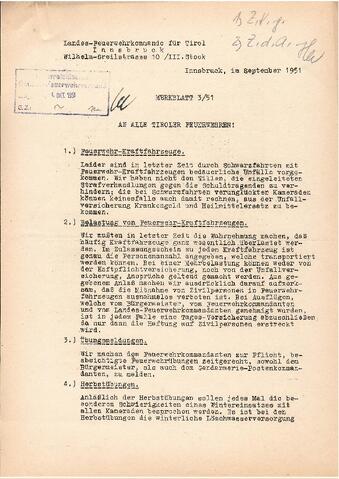 Landes-Feuerwehrkommando für Tirol
Innsbruck
Wilhelm-Greilstrasse 10 /III.Stock
Innsbruck, im September 1951
MERKBLATT 3/51
AN ALLE TIROLER FEUERWEHREN!
1.) Feuerwehr-Kraftfahrzeuge.
Leider sind in letzter Zeit durch Schwarzfahrten mit
Feuerwehr-Kraftfahrzeugen bedauerliche Unfälle vorge-
kommen. Wir haben nicht den Willen, die eingeleiteten
Strafverhandlungen gegen die Schuldtragenden zu ver-
hindern; die bei Schwarzfahrten verunglückter Kameraden
können keinesfalls auch damit rechnen, aus der Unfall-
versicherung Krankengeld und Heilmittelersatz zu be-
kommen.
2.) Belastung von Feuerwehr-Kraftfahrzeugen.
Wir mußten in letzter Zeit die Wahrnehmung machen, daß
häufig Kraftfahrzeuge ganz wesentlich überlastet wer-
den. Im Zulassungsschein zu jeden Kraftfahrzeug ist
genau die Personenanzahl angegeben, welche transportiert
werden können. Bei einer Mehrbelastung können weder von
der Haftpflichtversicherung, noch von der Unfallver-
sicherung, Ansprüche geltend gemacht werden. Aus ge-
gebenem Anlaß machen wir ausdrücklich darauf aufmerk-
sam, daß die Mitnahme von Zivilpersonen in Feuerwehr-
fahrzeugen ausnahmslos verboten ist. Bei Ausflügen,
welche vom Bürgermeister, vom Feuerwehrkommandanten
und vom Landes-Feuerwehrkommandanten genehmigt wurden,
ist in jedem Falle eine Tages-Versicherung abzuschließen
da nur dann die Haftung auf Zivilpersonen erstreckt
wird.
3.) Übungsmeldungen.
Wir machen dem Feuerwehrkommandanten zur Pflicht, be-
absichtigte Feuerwehrübungen zeitgerecht, sowohl dem
Bürgermeister, als auch dem Gendarmerie-Postenkomman-
danten, zu melden.
4.) Herbstübungen.
Anläßlich der Herbstübungen sollen jedes Mal die be-
sonderen Schwierigkeiten eines Wintereinsatzes mit
allen Kameraden besprochen werden. Es ist bei den
Herbstübungen die winterliche Löschwasserversorgung